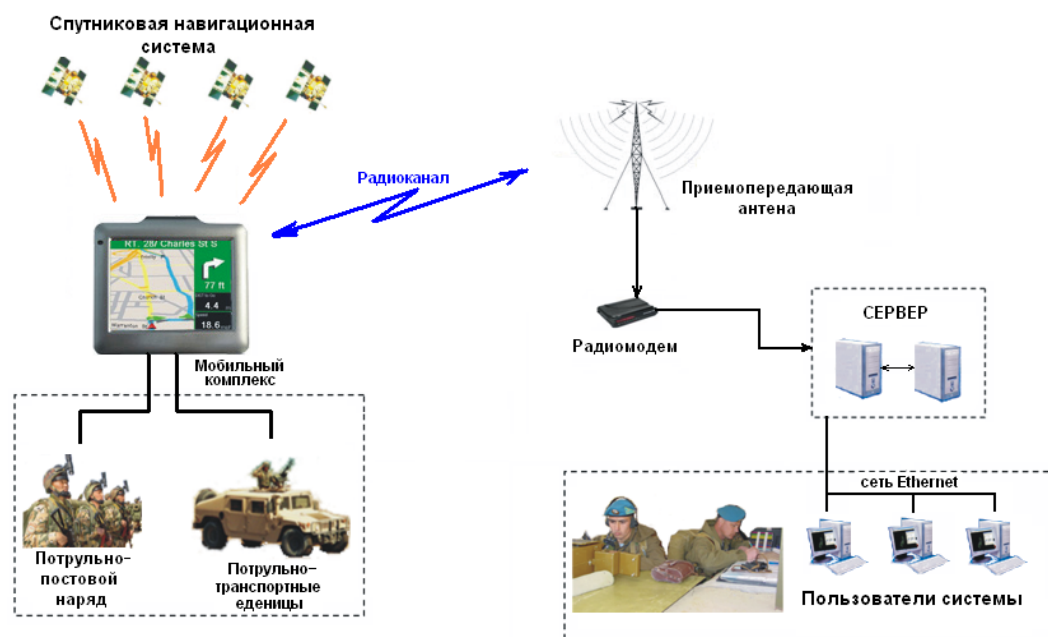 Спутниковая навигационная
система
Радиоканал
Приемопередающая
антена
R1. 28/ Charles St S
77 ft
4.4
18.6
Мобильный
комплекс
Радиомодем
СЕРВЕР
сеть Ethernet
Потрульно-
постовой
наряд
Потрульно-
транспортные
еденицы
Пользователи системы